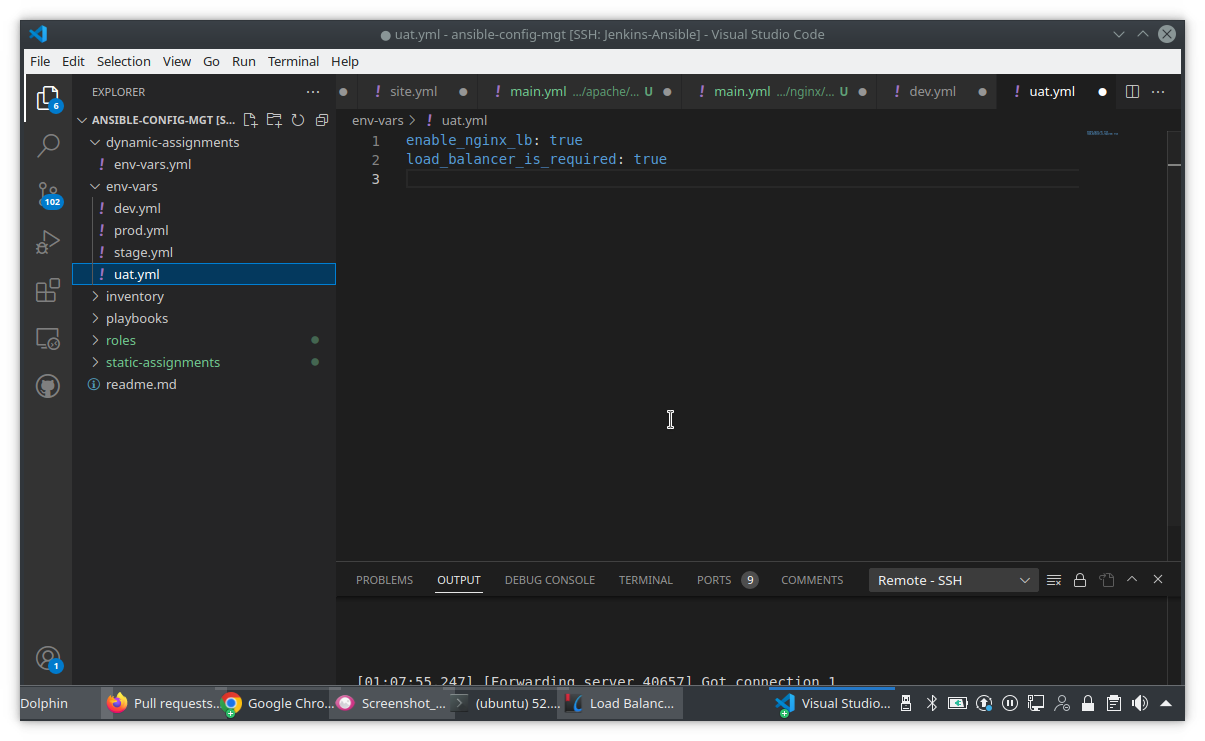 uat.yml - ansible-config-mgt [SSH: Jenkins-Ansible] - Visual Studio Code
File Edit Selection View Go Run Terminal Help
EXPLORER
site.yml main.yml .../apache/... U main.yml .../nginx/... U dev.yml uat.yml
6
ANSIBLE-CONFIG-MGT [S...
env-vars > uat.yml
dynamic-assignments
env-vars.yml
env-vars
dev.yml
prod.yml
stage.yml
uat.yml
inventory
playbooks
roles
static-assignments
readme.md
102
1 enable_nginx_lb: true
2 load_balancer_is_required: true
3
PROBLEMS OUTPUT DEBUG CONSOLE TERMINAL PORTS 9 COMMENTS Remote - SSH
[01:07:55.247] [Forwarding server 40657] Got connection 1
1
Dolphin Pull requests... Google Chro... Screenshot_... (ubuntu) 52.... Load Balanc... Visual Studio...